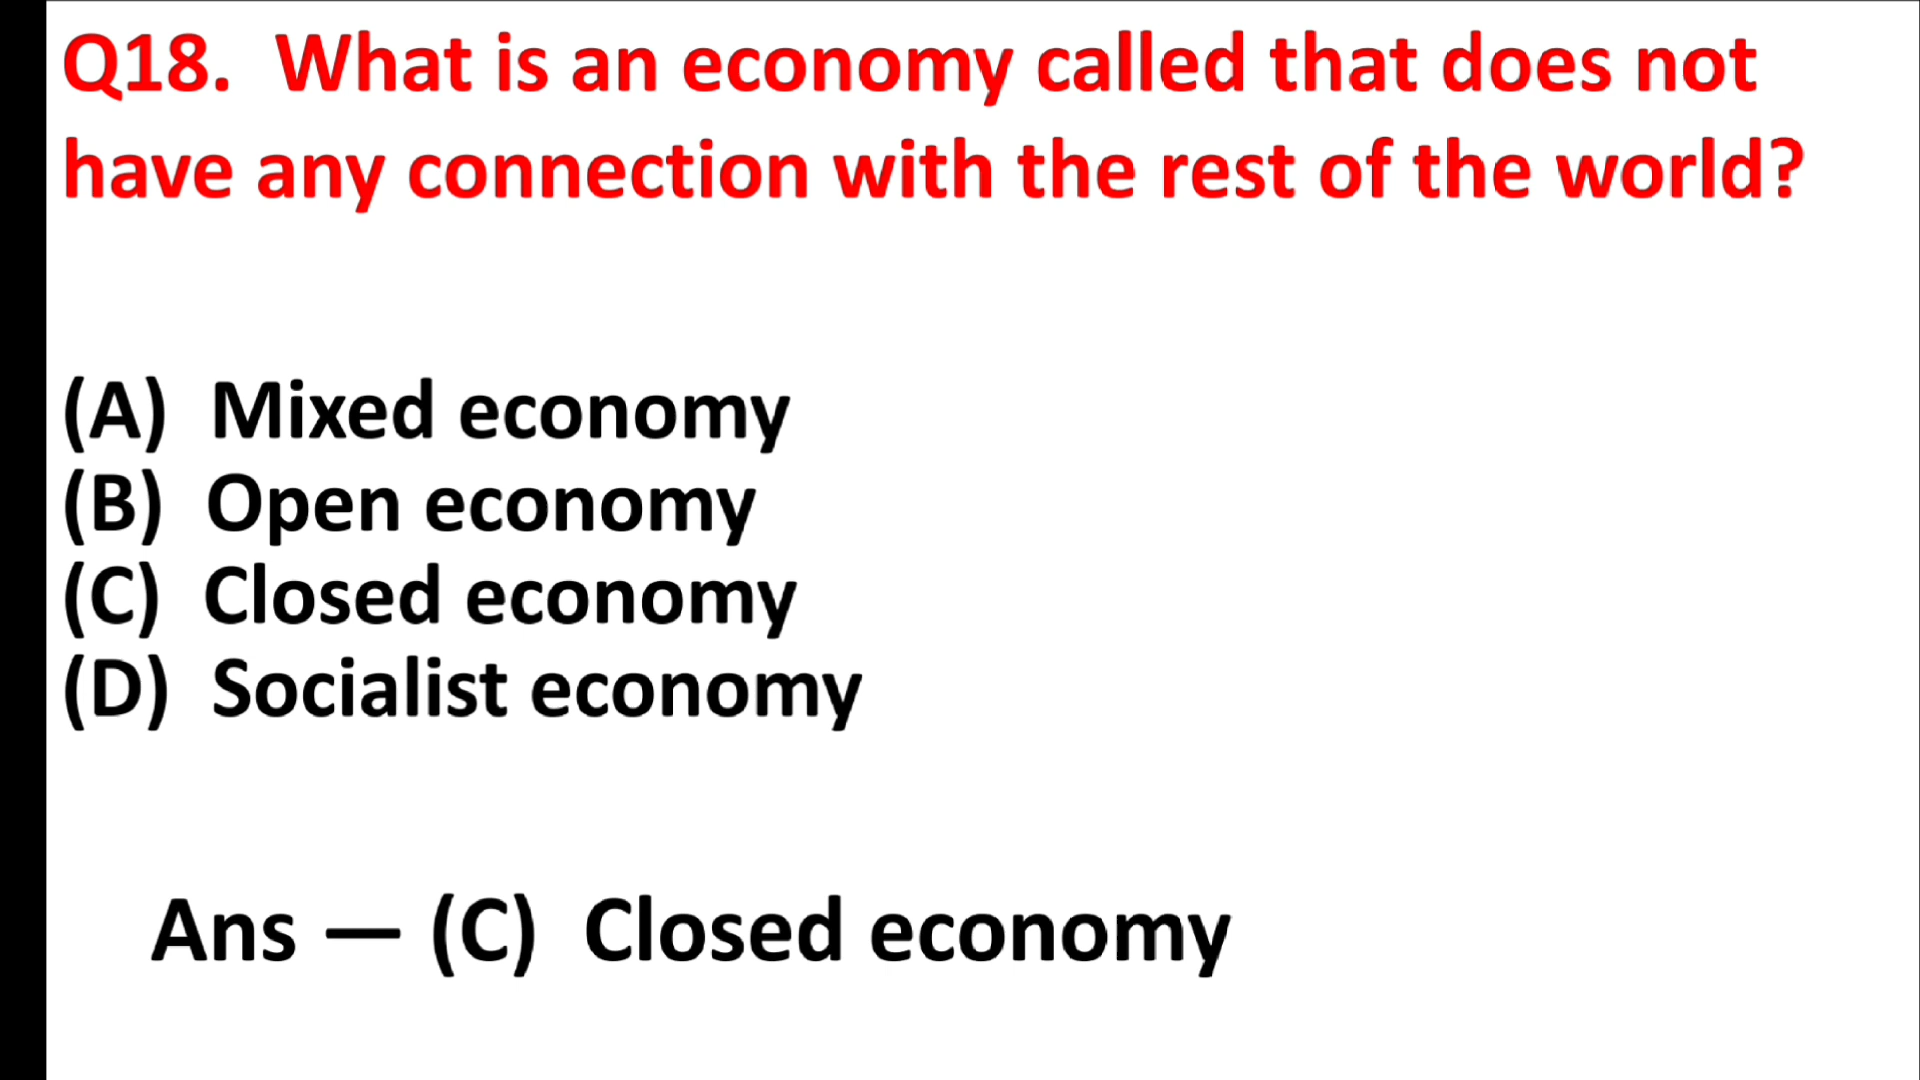 Q18. What is an economy called that does not
have any connection with the rest of the world?
(A) Mixed economy
(B) Open economy
(C) Closed economy
(D) Socialist economy
Ans — (C) Closed economy